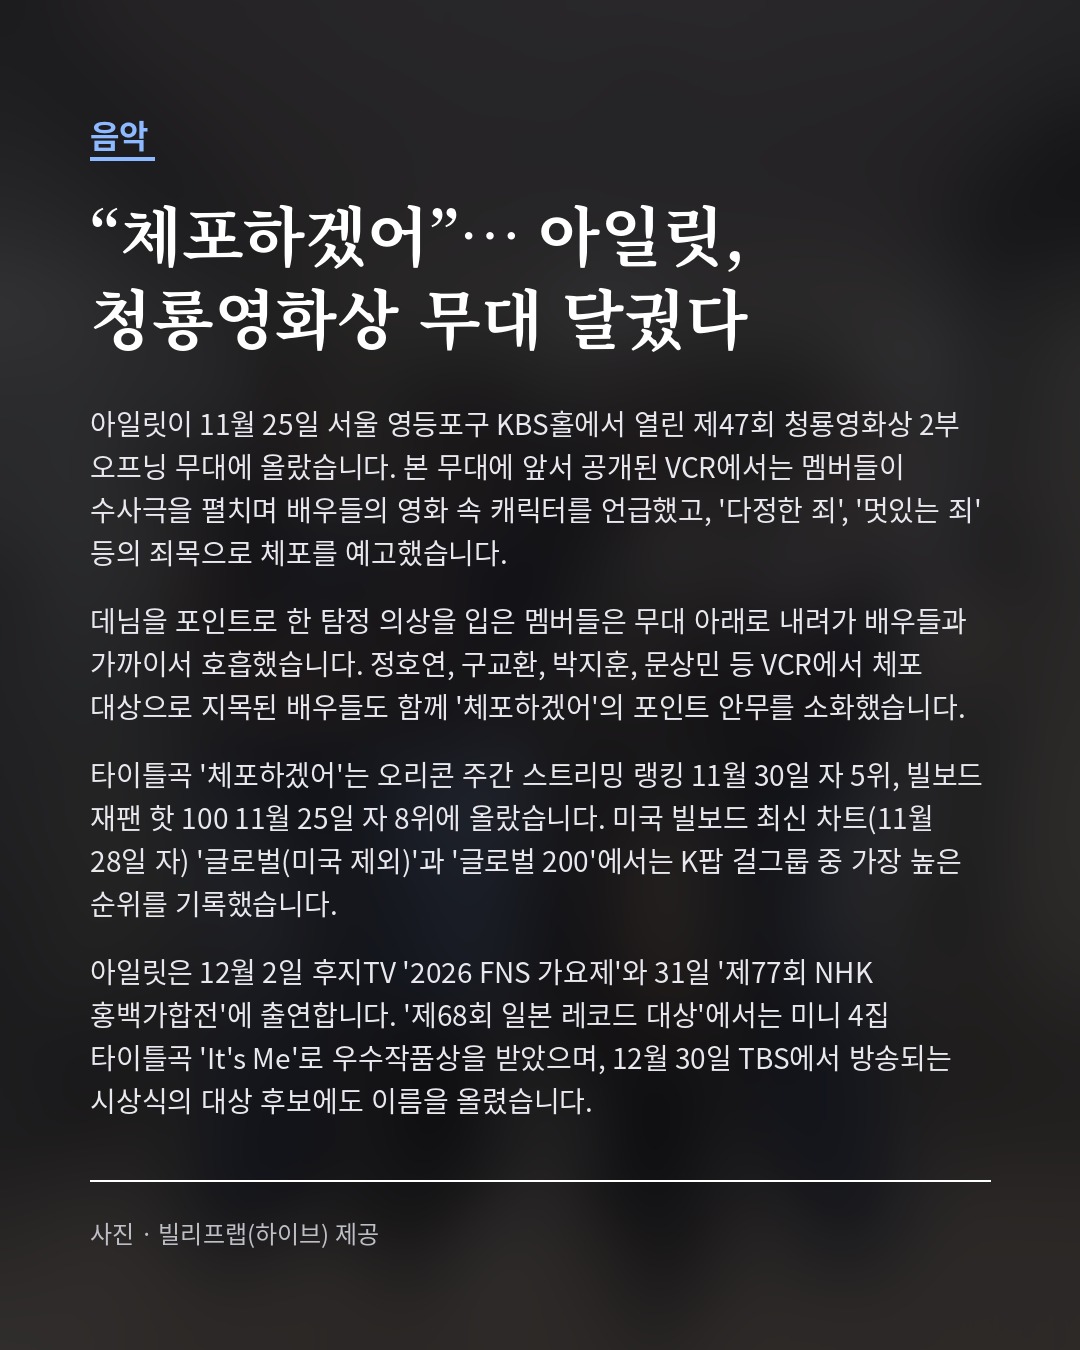 음악
“체포하겠어”… 아일릿,
청룡영화상 무대 달궜다
아일릿이 11월 25일 서울 영등포구 KBS홀에서 열린 제47회 청룡영화상 2부
오프닝 무대에 올랐습니다. 본 무대에 앞서 공개된 VCR에서는 멤버들이
수사극을 펼치며 배우들의 영화 속 캐릭터를 언급했고, '다정한 죄', '멋있는 죄'
등의 죄목으로 체포를 예고했습니다.
데님을 포인트로 한 탐정 의상을 입은 멤버들은 무대 아래로 내려가 배우들과
가까이서 호흡했습니다. 정호연, 구교환, 박지훈, 문상민 등 VCR에서 체포
대상으로 지목된 배우들도 함께 '체포하겠어'의 포인트 안무를 소화했습니다.
타이틀곡 '체포하겠어'는 오리콘 주간 스트리밍 랭킹 11월 30일 자 5위, 빌보드
재팬 핫 100 11월 25일 자 8위에 올랐습니다. 미국 빌보드 최신 차트(11월
28일 자) '글로벌(미국 제외)'과 '글로벌 200'에서는 K팝 걸그룹 중 가장 높은
순위를 기록했습니다.
아일릿은 12월 2일 후지TV '2026 FNS 가요제'와 31일 '제77회 NHK
홍백가합전'에 출연합니다. '제68회 일본 레코드 대상'에서는 미니 4집
타이틀곡 'It's Me'로 우수작품상을 받았으며, 12월 30일 TBS에서 방송되는
시상식의 대상 후보에도 이름을 올렸습니다.
사진 · 빌리프랩(하이브) 제공